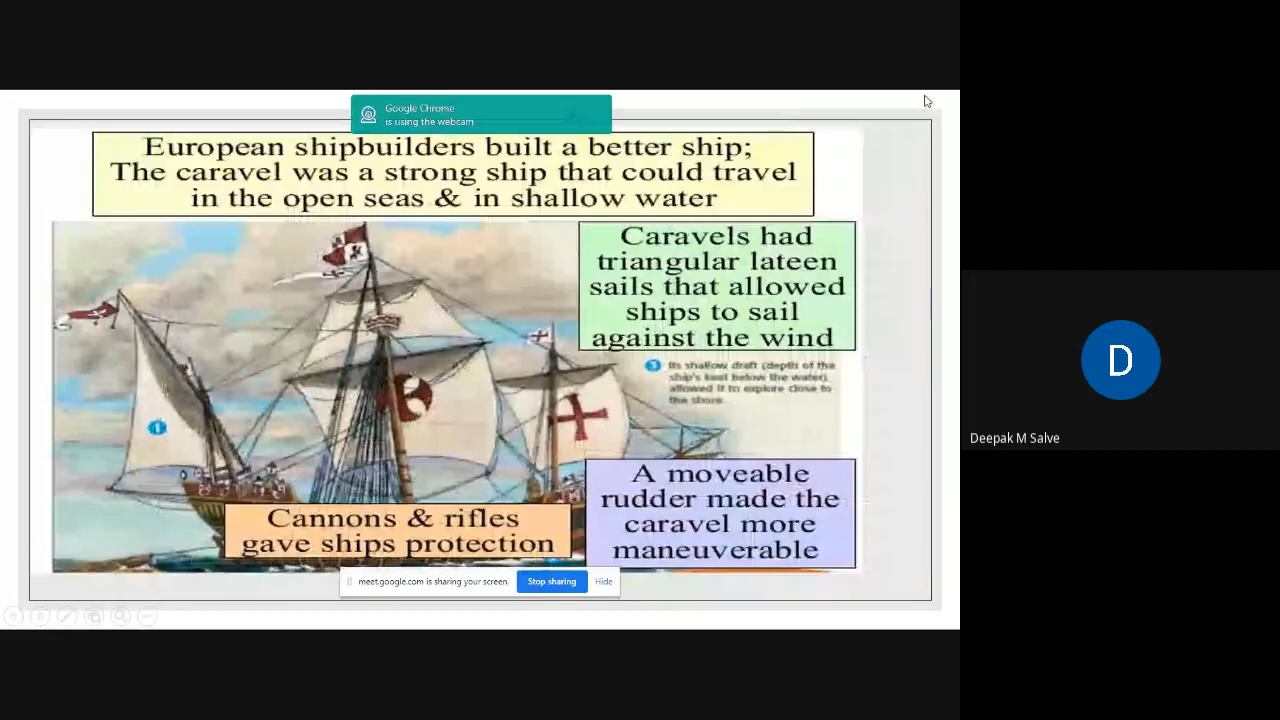 Google Chrome
is using the webcam
European shipbuilders built a better ship;
The caravel was a strong ship that could travel
in the open seas & in shallow water
Caravels had
triangular lateen
sails that allowed
ships to sail
against the wind
3 Its shallow draft (depth of the
ship's keel below the water)
allowed it to explore close to
the shore.
1
A moveable
rudder made the
caravel more
maneuverable
Cannons & rifles
gave ships protection
meet.google.com is sharing your screen.
Stop sharing
Hide
D
Deepak M Salve